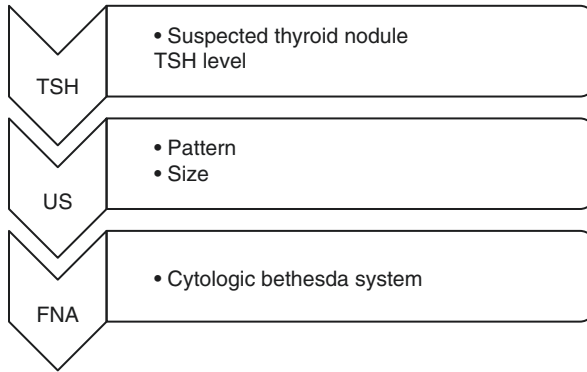 TSH
• Suspected thyroid nodule
TSH level
US
• Pattern
• Size
FNA
• Cytologic bethesda system